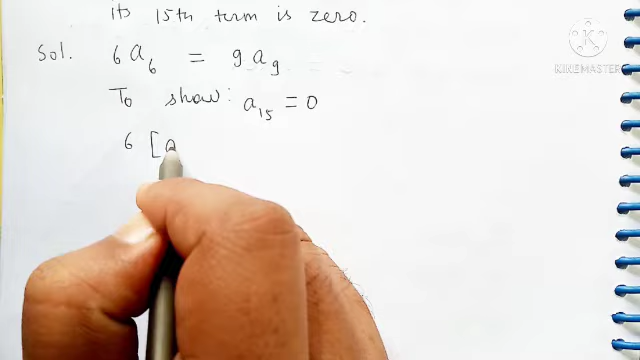 its 15th term is zero.
Sol. 6 a₆ = 9 a₉
To show: a₁₅ = 0
6 [a
KINEMASTER